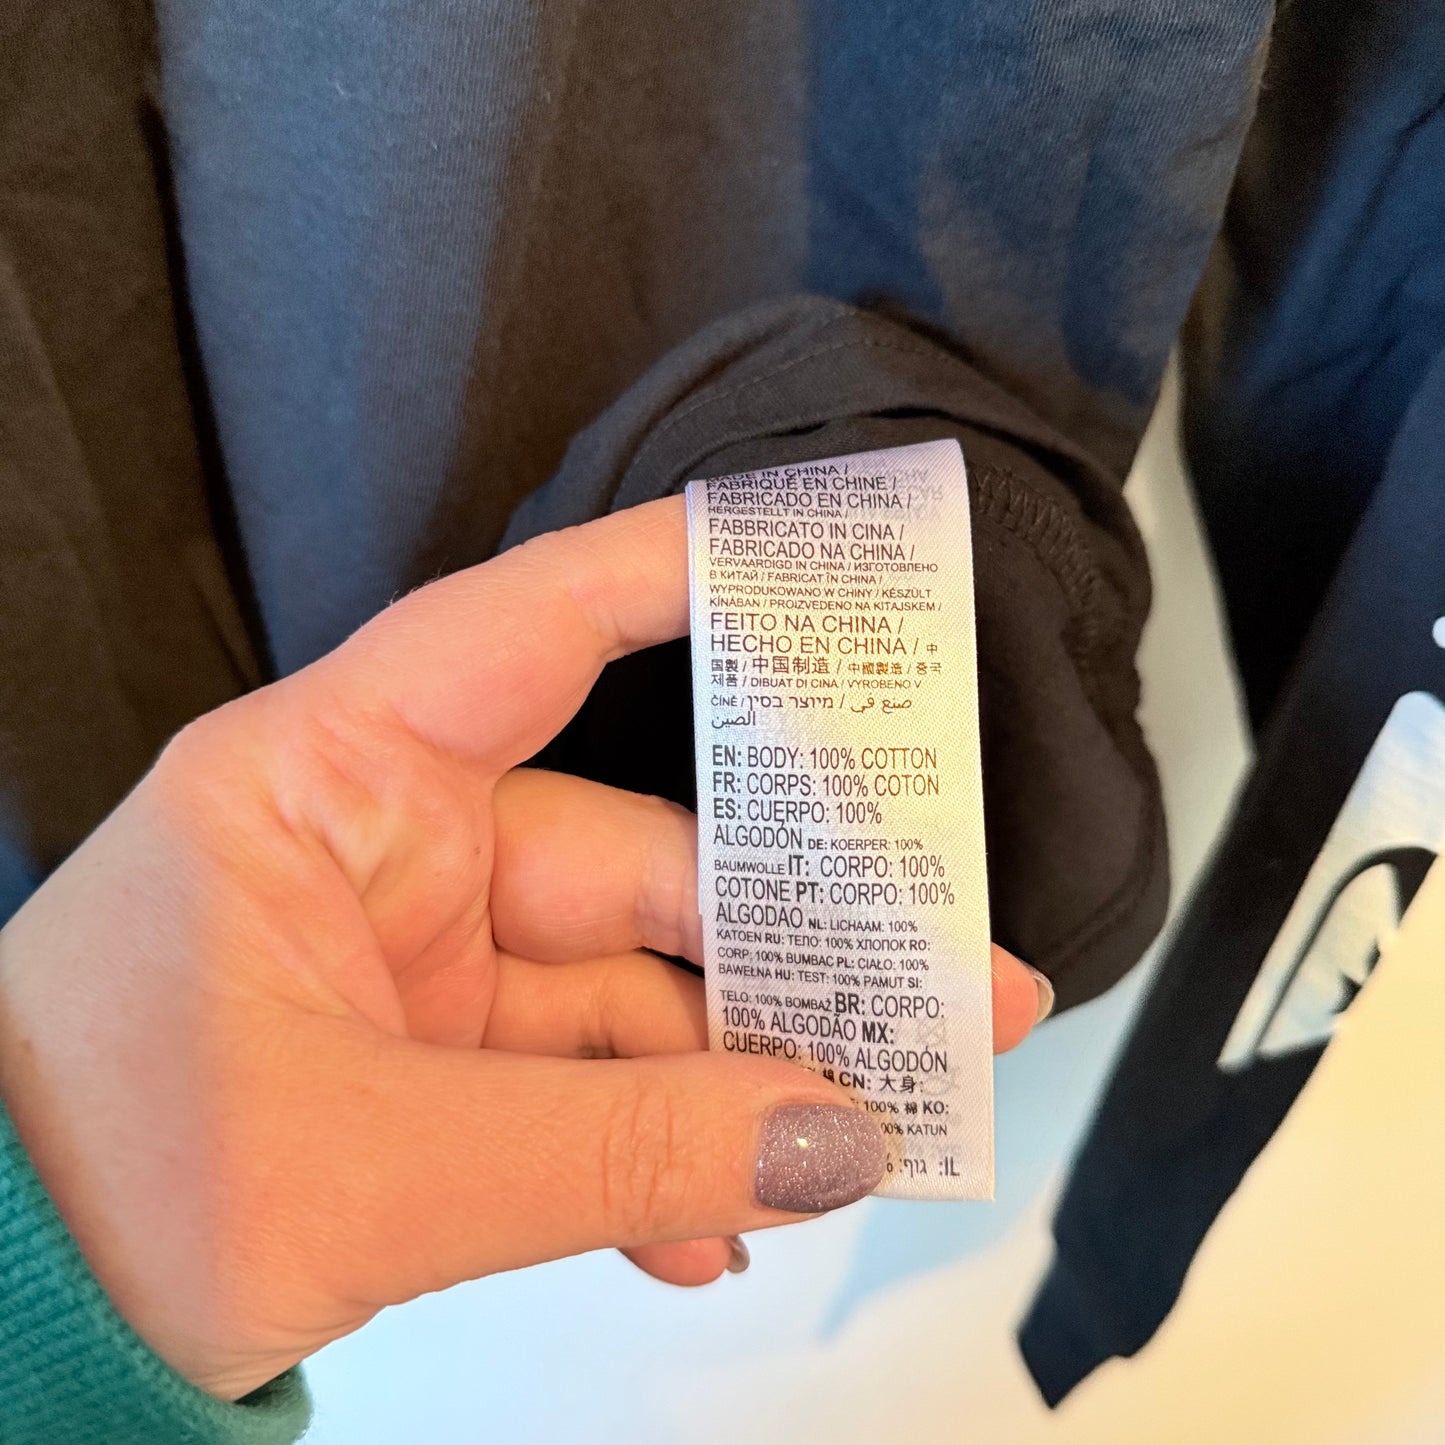 MADE IN CHINA /
FABRIQUÉ EN CHINE /
FABRICADO EN CHINA /
HERGESTELLT IN CHINA /
FABBRICATO IN CINA /
FABRICADO NA CHINA /
VERVAARDIGD IN CHINA / ИЗГОТОВЛЕНО
В КИТАЙ / FABRICAT ÎN CHINA /
WYPRODUKOWANO W CHINY / KÉSZÜLT
KÍNÁBAN / PROIZVEDENO NA KITAJSKEM /
FEITO NA CHINA /
HECHO EN CHINA / 中
国製 / 中国制造 / 中國製造 / 중국
제품 / DIBUAT DI CINA / VYROBENO V
ČÍNĚ / מיוצר בסין / صنع في
الصين
EN: BODY: 100% COTTON
FR: CORPS: 100% COTON
ES: CUERPO: 100%
ALGODÓN DE: KOERPER: 100%
BAUMWOLLE IT: CORPO: 100%
COTONE PT: CORPO: 100%
ALGODAO NL: LICHAAM: 100%
KATOEN RU: ТЕЛО: 100% ХЛОПОК RO:
CORP: 100% BUMBAC PL: CIAŁO: 100%
BAWEŁNA HU: TEST: 100% PAMUT SI:
TELO: 100% BOMBAŽ BR: CORPO:
100% ALGODÃO MX:
CUERPO: 100% ALGODÓN
% 棉 CN: 大身:
: 100% 棉 KO:
00% KATUN
IL: גוף: %